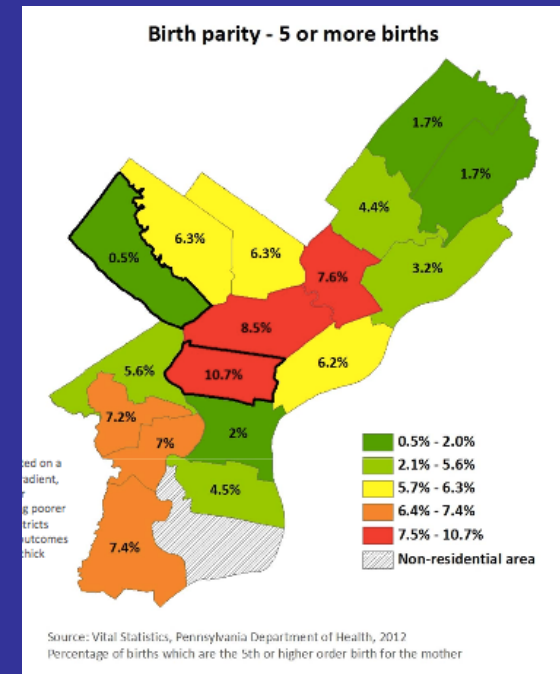 Birth parity - 5 or more births
1.7%
1.7%
4.4%
6.3%
0.5%
6.3%
7.6%
3.2%
8.5%
6.2%
5.6%
10.7%
7.2%
7%
2%
4.5%
7.4%
0.5% - 2.0%
2.1% - 5.6%
5.7% - 6.3%
6.4% - 7.4%
7.5% - 10.7%
Non-residential area
on a
poorer
Source: Vital Statistics, Pennsylvania Department of Health, 2012
Percentage of births which are the 5th or higher order birth for the mother